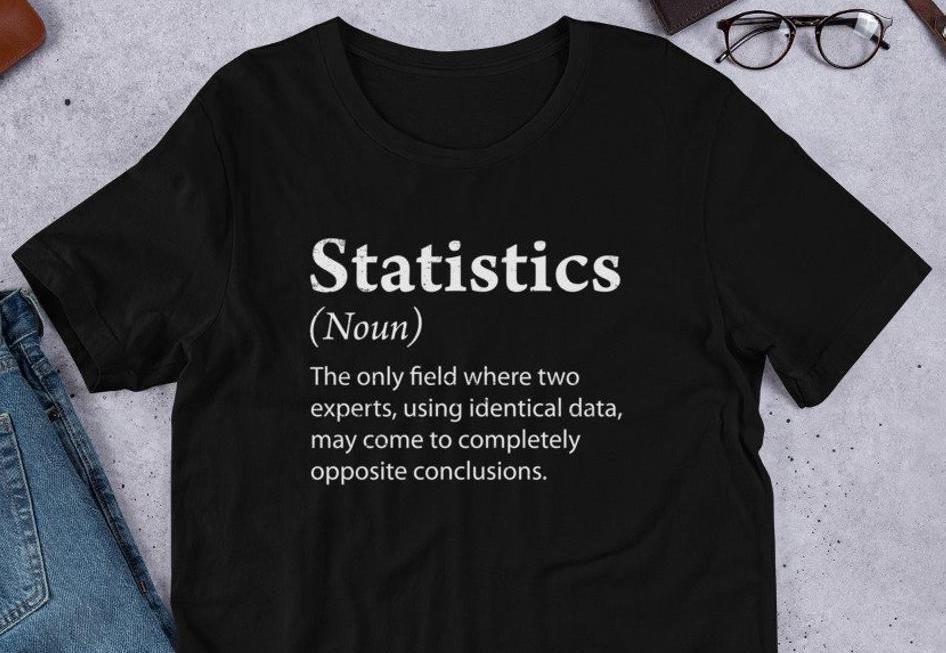 Statistics
(Noun)
The only field where two
experts, using identical data,
may come to completely
opposite conclusions.